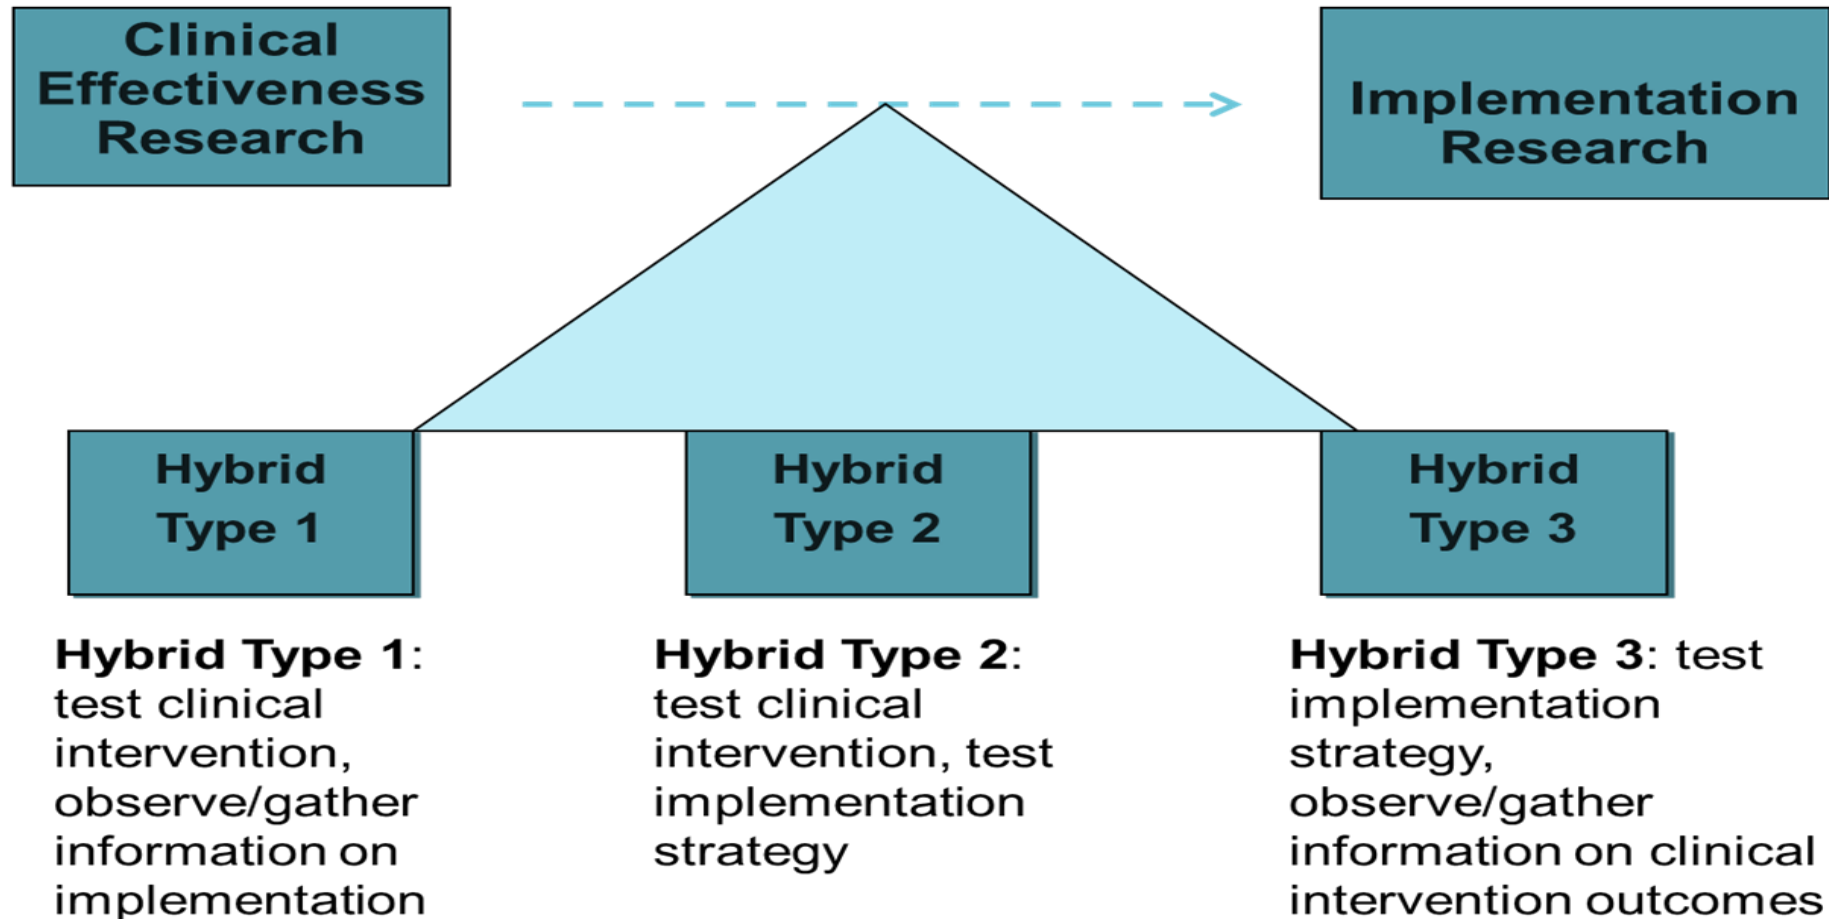 Clinical
Effectiveness
Research
Implementation
Research
Hybrid
Type 1
Hybrid
Type 2
Hybrid
Type 3
Hybrid Type 1:
test clinical
intervention,
observe/gather
information on
implementation
Hybrid Type 2:
test clinical
intervention, test
implementation
strategy
Hybrid Type 3: test
implementation
strategy,
observe/gather
information on clinical
intervention outcomes